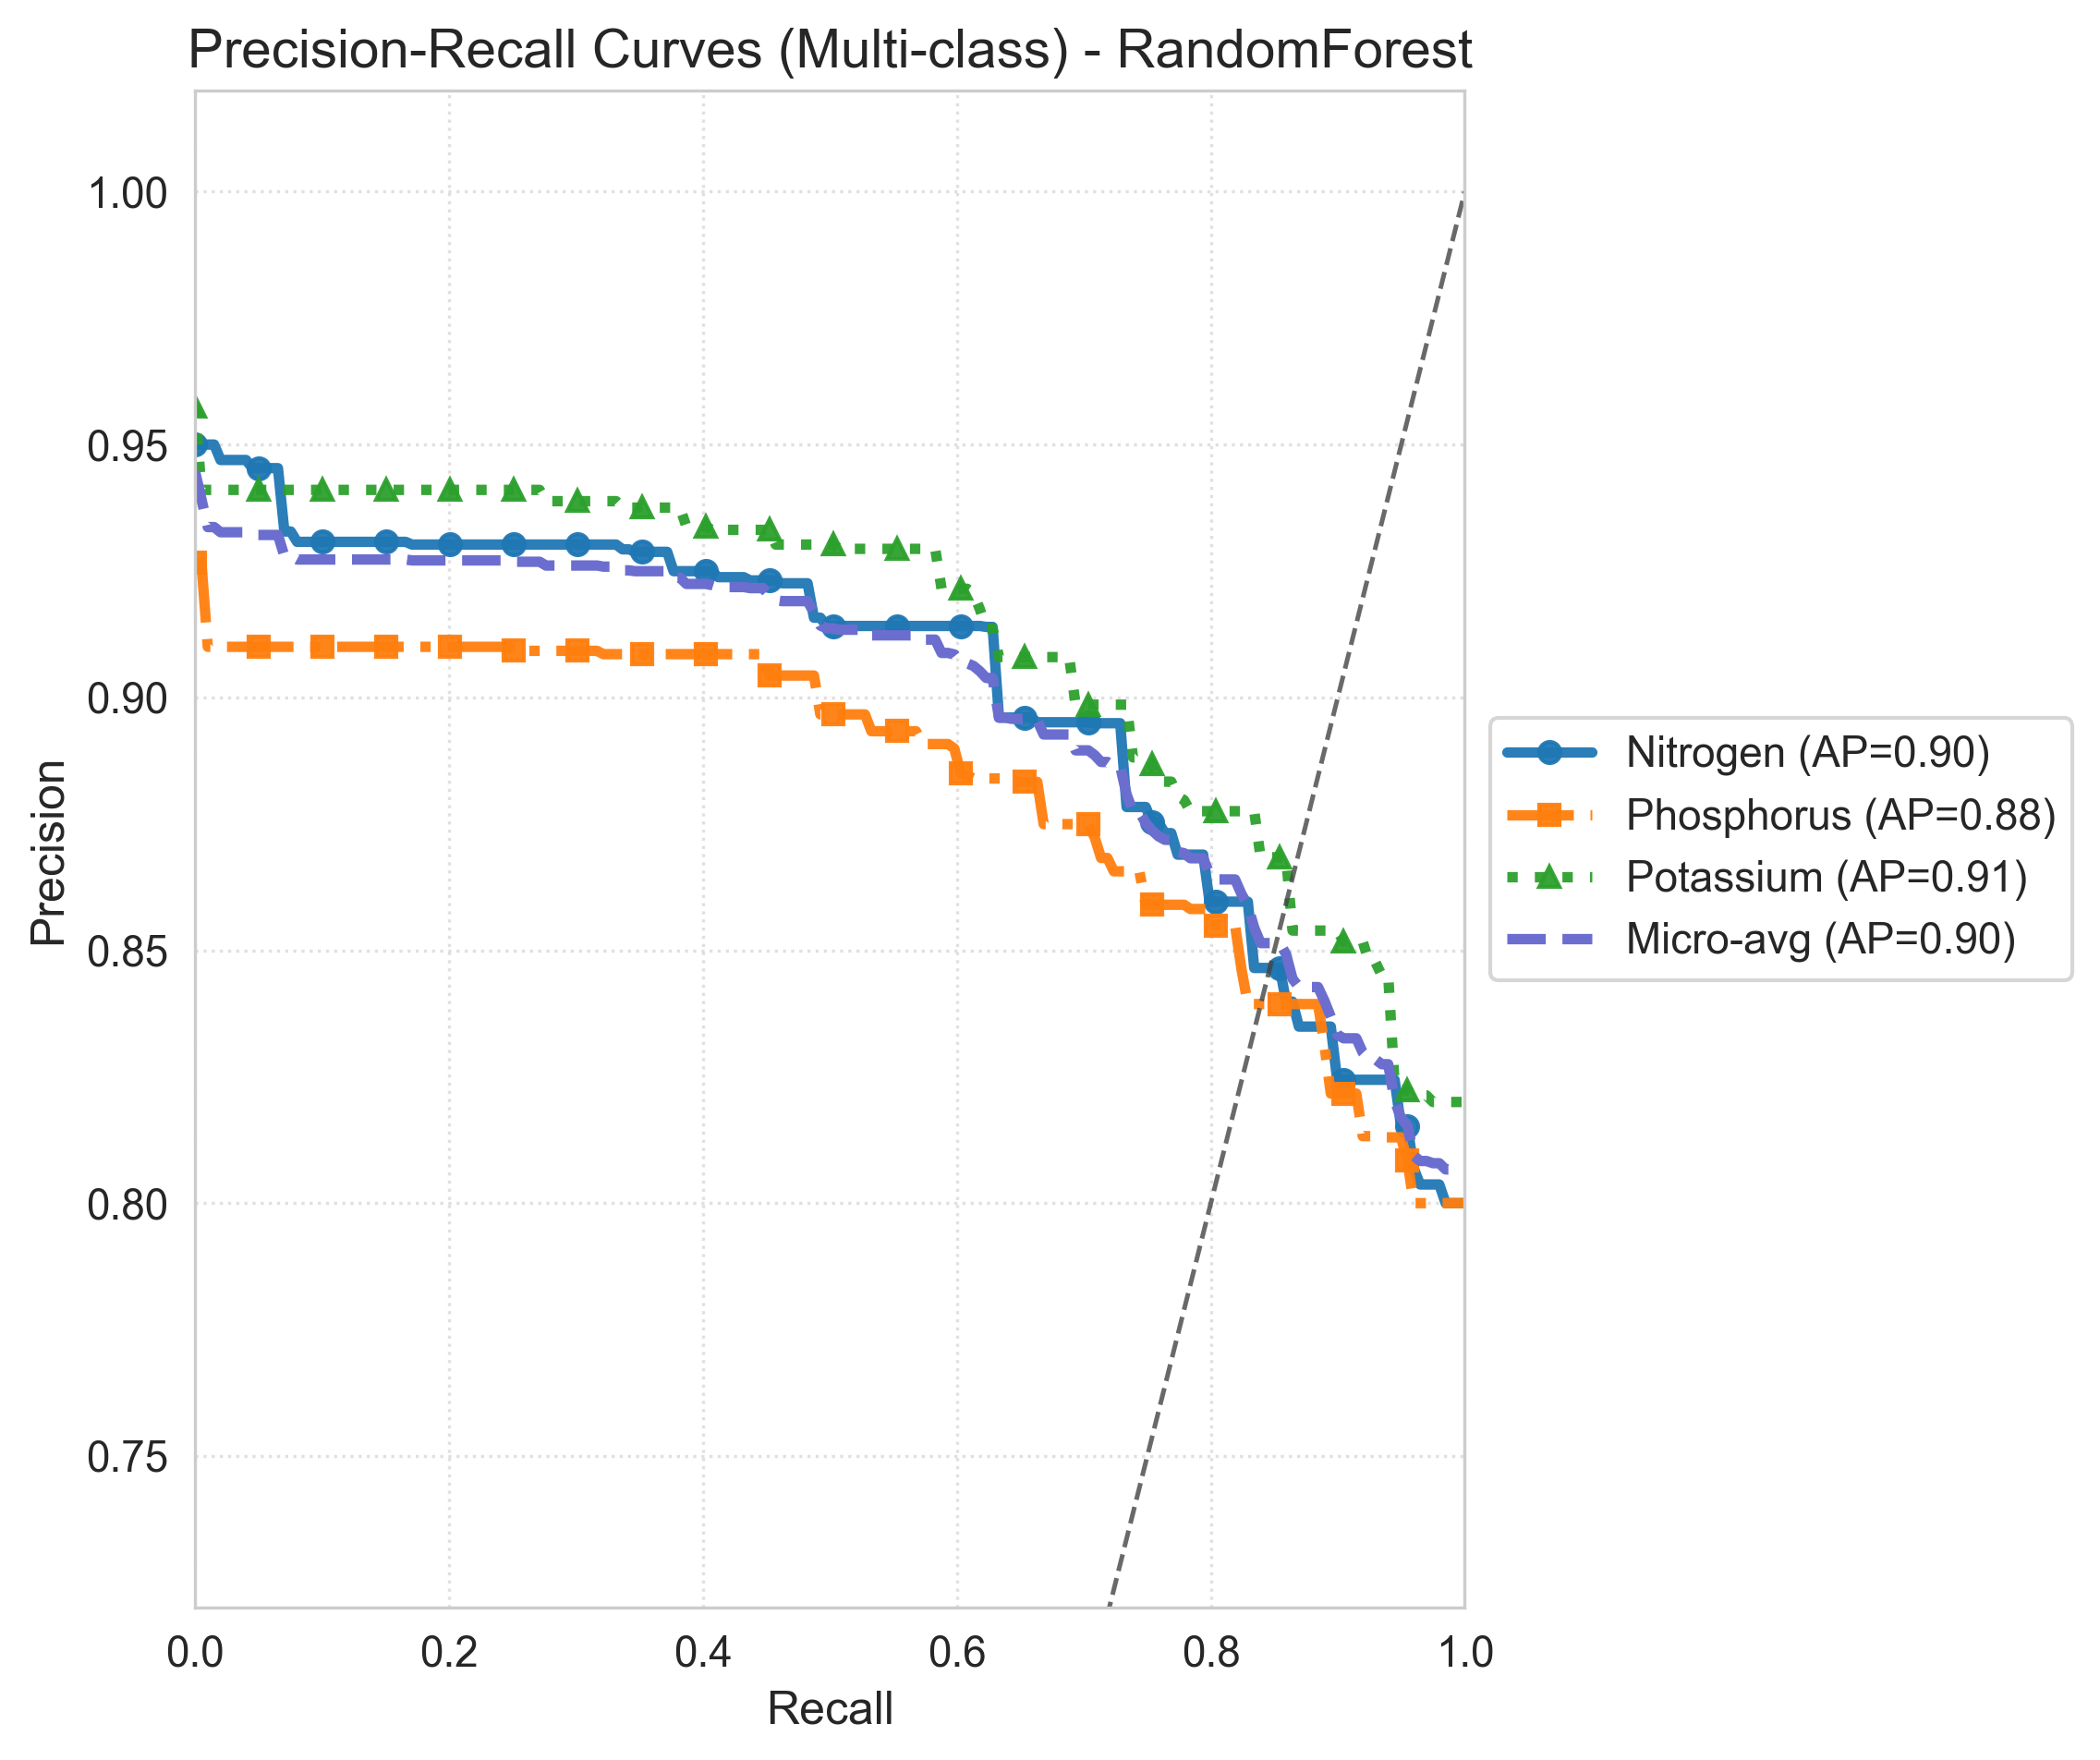 Precision-Recall Curves (Multi-class) - RandomForest
1.00
0.95
0.90
0.85
0.80
0.75
Precision
0.0 0.2 0.4 0.6 0.8 1.0
Recall
Nitrogen (AP=0.90)
Phosphorus (AP=0.88)
Potassium (AP=0.91)
Micro-avg (AP=0.90)